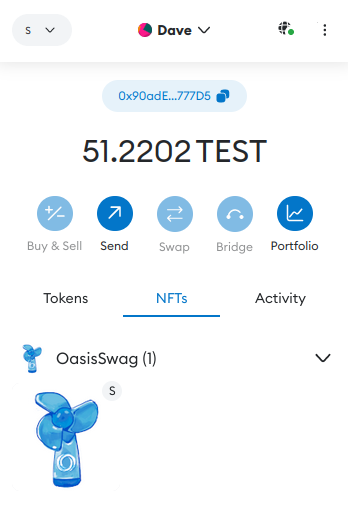 S
Dave
0x90adE...777D5
51.2202 TEST
Buy & Sell
Send
Swap
Bridge
Portfolio
Tokens
NFTs
Activity
OasisSwag (1)
S